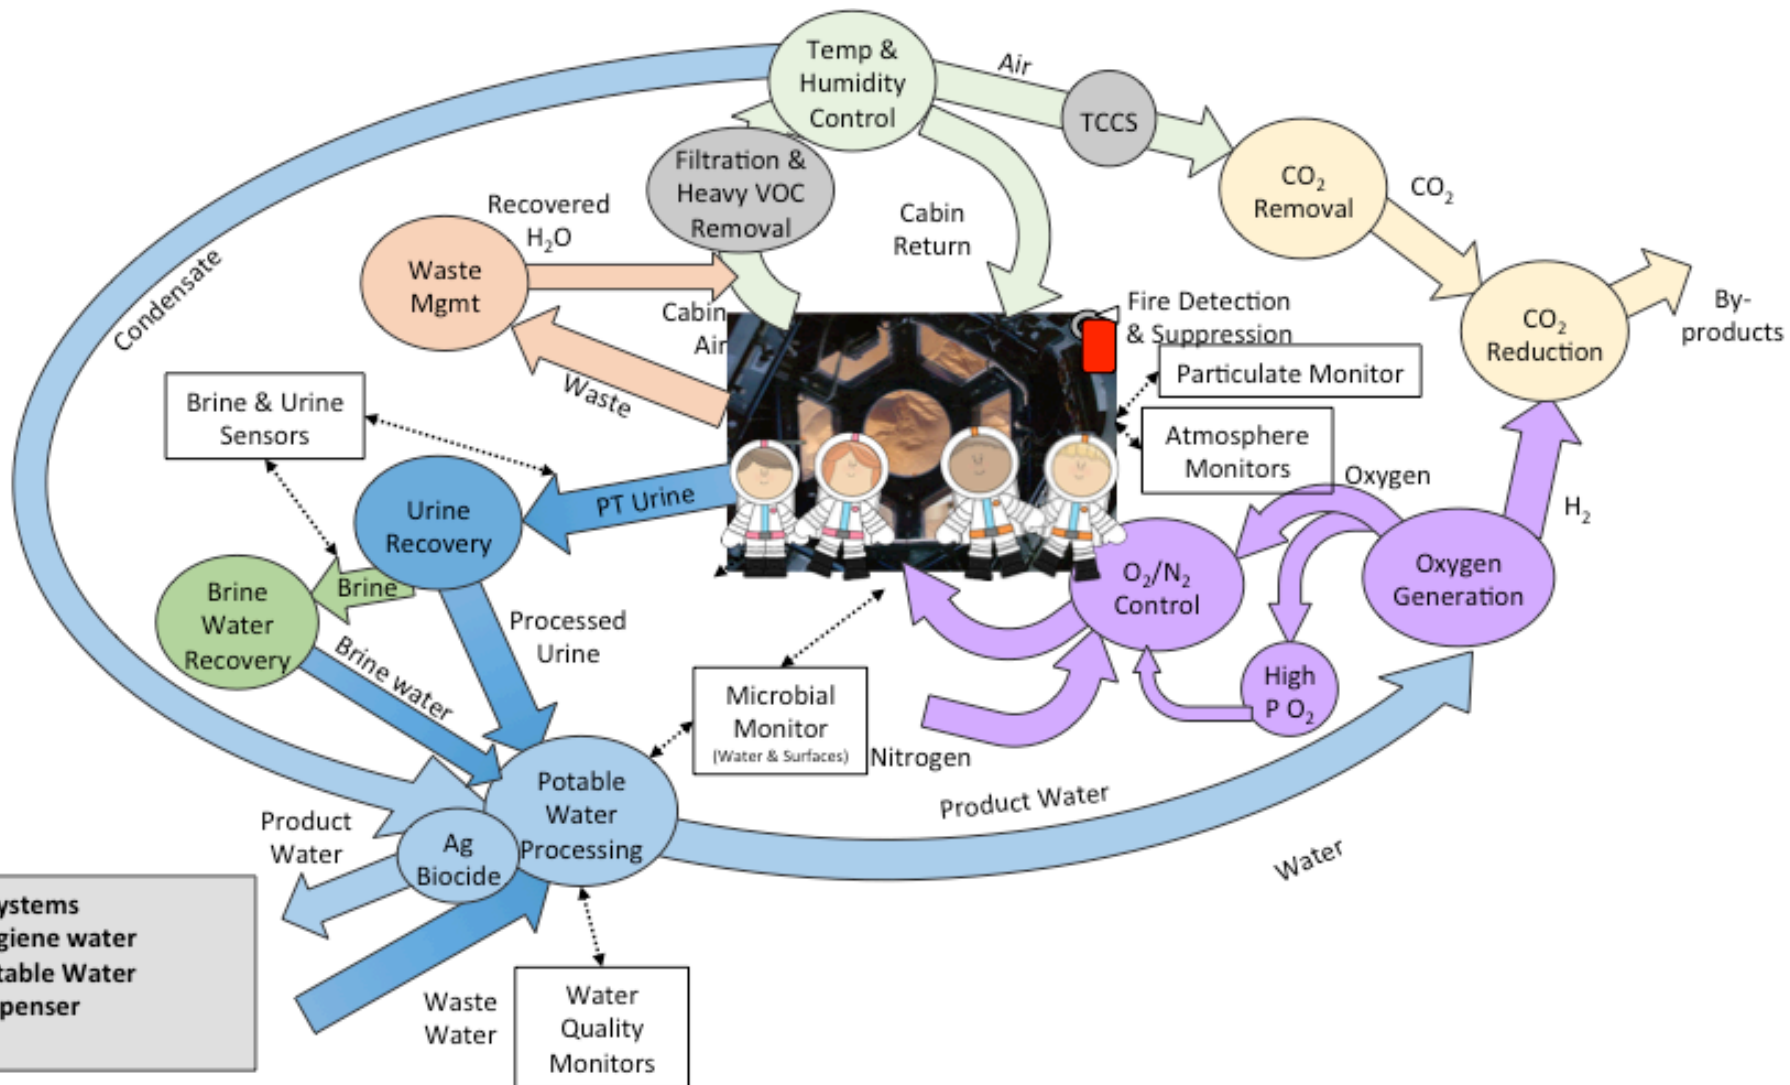 Temp &
Humidity
Control
Air
TCCS
Filtration &
Heavy VOC
Removal
CO2
Removal
CO2
Recovered
H2O
Cabin
Return
Waste
Mgmt
Condensate
Cabin
Air
Fire Detection
& Suppression
CO2
Reduction
By-
products
Waste
Particulate Monitor
Brine & Urine
Sensors
Atmosphere
Monitors
Oxygen
H2
PT Urine
Urine
Recovery
O2/N2
Control
Oxygen
Generation
Brine
Brine
Water
Recovery
Processed
Urine
Brine water
High
P O2
Microbial
Monitor
(Water & Surfaces)
Nitrogen
Potable
Water
Processing
Product Water
Water
Product
Water
Ag
Biocide
ystems
giene water
table Water
penser
Waste
Water
Water
Quality
Monitors